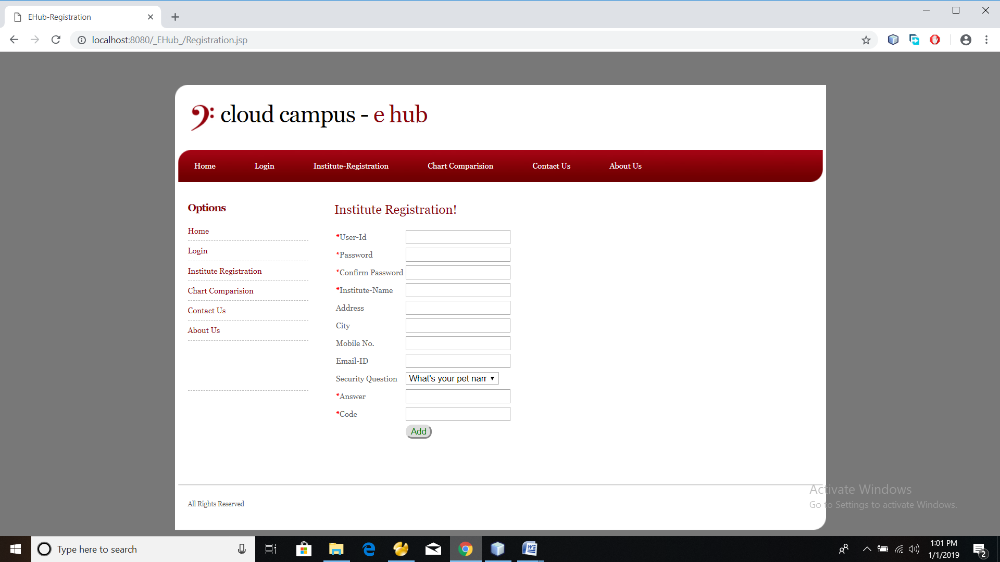 EHub-Registration
localhost:8080/_EHub_/Registration.jsp
cloud campus - e hub
Home Login Institute-Registration Chart Comparision Contact Us About Us
Options
Home
Login
Institute Registration
Chart Comparision
Contact Us
About Us
Institute Registration!
*User-Id
*Password
*Confirm Password
*Institute-Name
Address
City
Mobile No.
Email-ID
Security Question What's your pet nam
*Answer
*Code
Add
All Rights Reserved
Activate Windows
Go to Settings to activate Windows.
Type here to search
1:01 PM
1/1/2019
2